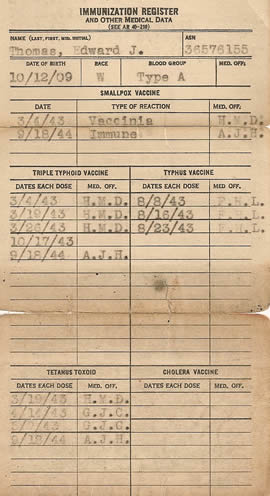 IMMUNIZATION REGISTER
AND OTHER MEDICAL DATA
(SEE AR 40-210)
NAME (LAST, FIRST, MID. INITIAL) ASN
Thomas, Edward J. 36576155
DATE OF BIRTH RACE BLOOD GROUP MED. OFF.
10/12/09 W Type A
SMALLPOX VACCINE
DATE TYPE OF REACTION MED. OFF.
3/4/43 Vaccinia H.M.D.
9/18/44 Immune A.J.H.
TRIPLE TYPHOID VACCINE TYPHUS VACCINE
DATES EACH DOSE MED. OFF. DATES EACH DOSE MED. OFF.
3/4/43 H.M.D. 8/8/43 F.H.L.
3/19/43 H.M.D. 8/16/43 F.H.L.
3/26/43 H.M.D. 8/23/43 F.H.L.
10/17/43
9/18/44 A.J.H.
TETANUS TOXOID CHOLERA VACCINE
DATES EACH DOSE MED. OFF. DATES EACH DOSE MED. OFF.
3/19/43 H.M.D.
4/14/43 G.J.C.
G.J.C.
9/18/44 A.J.H.